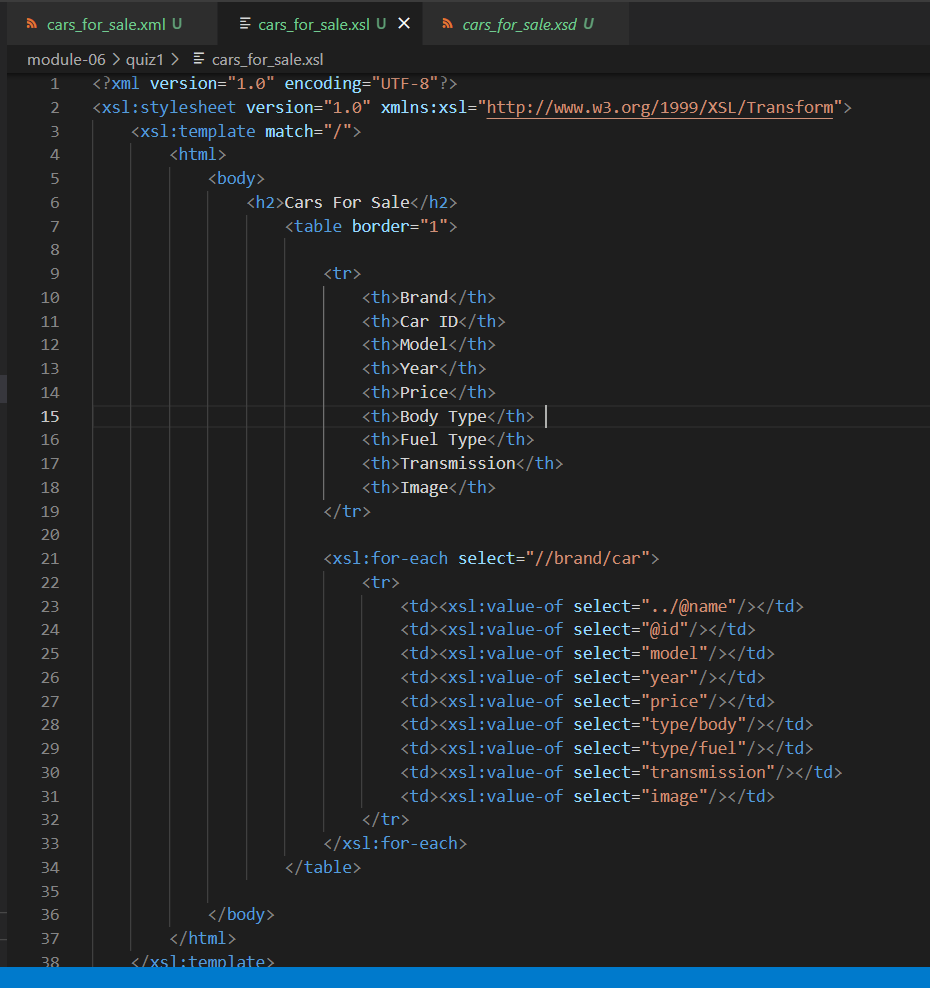 cars_for_sale.xml U cars_for_sale.xsl U cars_for_sale.xsd U
module-06 > quiz1 > cars_for_sale.xsl
1 <?xml version="1.0" encoding="UTF-8"?>
2 <xsl:stylesheet version="1.0" xmlns:xsl="http://www.w3.org/1999/XSL/Transform">
3 <xsl:template match="/">
4 <html>
5 <body>
6 <h2>Cars For Sale</h2>
7 <table border="1">
8
9 <tr>
10 <th>Brand</th>
11 <th>Car ID</th>
12 <th>Model</th>
13 <th>Year</th>
14 <th>Price</th>
15 <th>Body Type</th>
16 <th>Fuel Type</th>
17 <th>Transmission</th>
18 <th>Image</th>
19 </tr>
20
21 <xsl:for-each select="//brand/car">
22 <tr>
23 <td><xsl:value-of select="../@name"/></td>
24 <td><xsl:value-of select="@id"/></td>
25 <td><xsl:value-of select="model"/></td>
26 <td><xsl:value-of select="year"/></td>
27 <td><xsl:value-of select="price"/></td>
28 <td><xsl:value-of select="type/body"/></td>
29 <td><xsl:value-of select="type/fuel"/></td>
30 <td><xsl:value-of select="transmission"/></td>
31 <td><xsl:value-of select="image"/></td>
32 </tr>
33 </xsl:for-each>
34 </table>
35
36 </body>
37 </html>
38 </xsl:template>